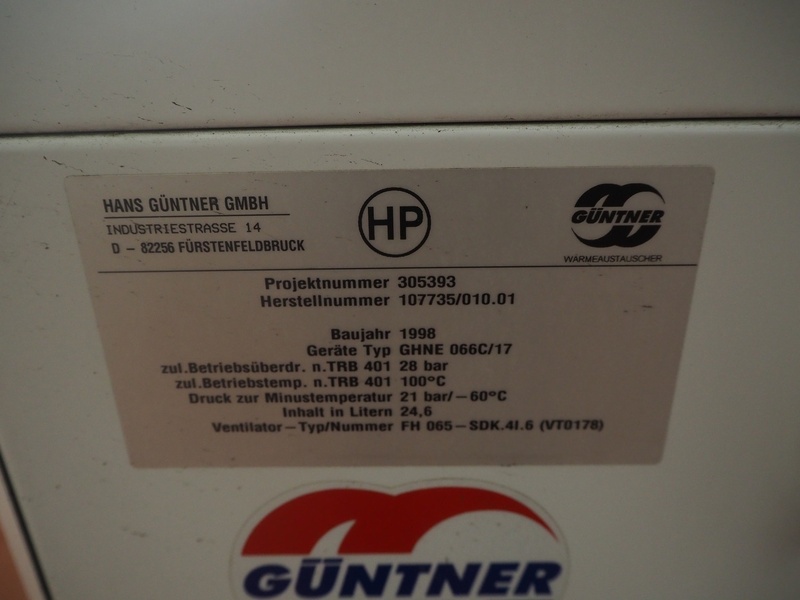 HANS GÜNTNER GMBH
INDUSTRIESTRASSE 14
D - 82256 FÜRSTENFELDBRUCK
HP
GÜNTNER
WÄRMEAUSTAUSCHER
Projektnummer 305393
Herstellnummer 107735/010.01
Baujahr 1998
Geräte Typ GHNE 066C/17
zul.Betriebsüberdr. n.TRB 401 28 bar
zul.Betriebstemp. n.TRB 401 100°C
Druck zur Minustemperatur 21 bar/-60°C
Inhalt in Litern 24,6
Ventilator-Typ/Nummer FH 065-SDK.4I.6 (VT0178)
GÜNTNER